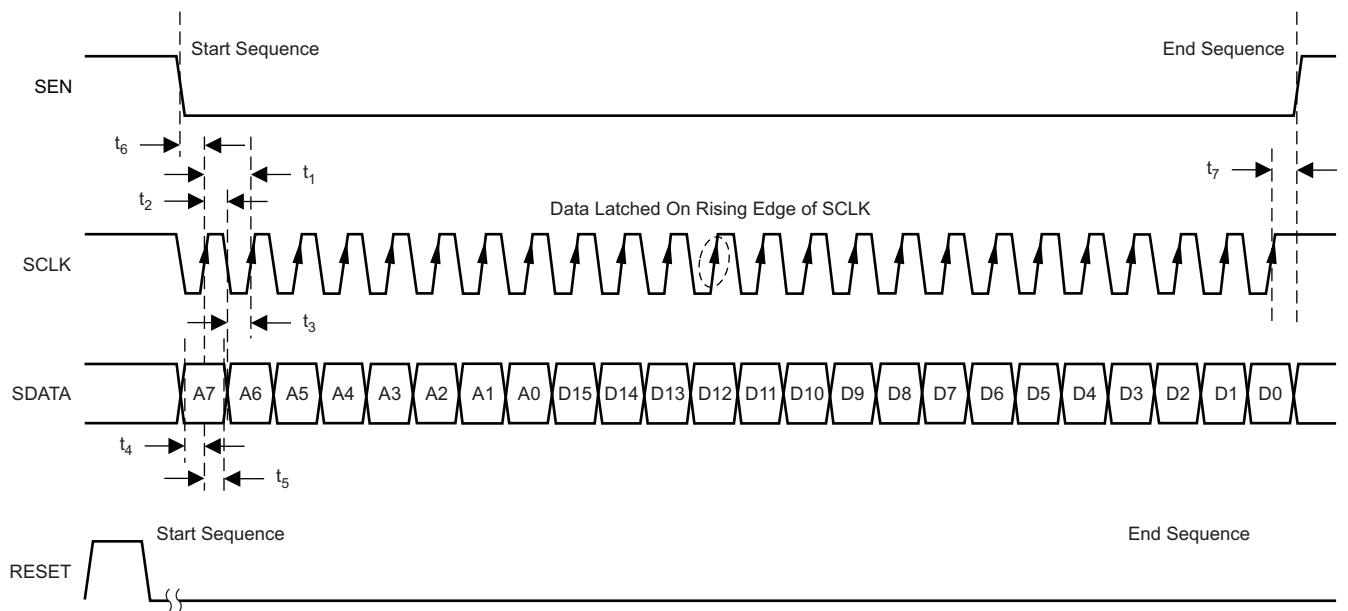 Start Sequence
End Sequence
SEN
t6
t1
t7
t2
Data Latched On Rising Edge of SCLK
SCLK
t3
SDATA
A7 A6 A5 A4 A3 A2 A1 A0 D15 D14 D13 D12 D11 D10 D9 D8 D7 D6 D5 D4 D3 D2 D1 D0
t4
t5
Start Sequence
End Sequence
RESET